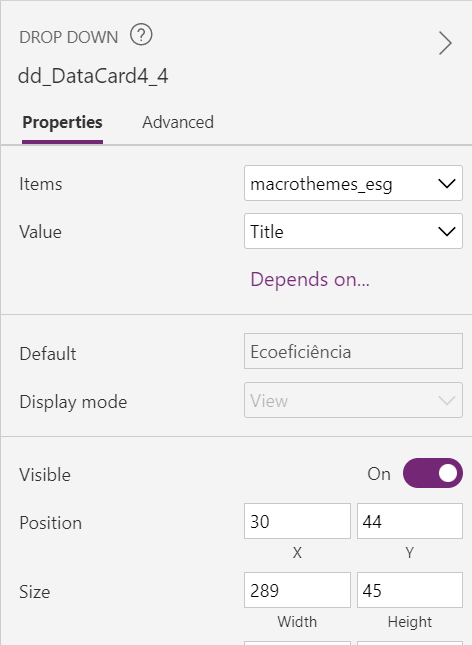 DROP DOWN ?
dd_DataCard4_4
Properties Advanced
Items macrothemes_esg
Value Title
Depends on...
Default Ecoeficiência
Display mode View
Visible On
Position 30 44
X Y
Size 289 45
Width Height